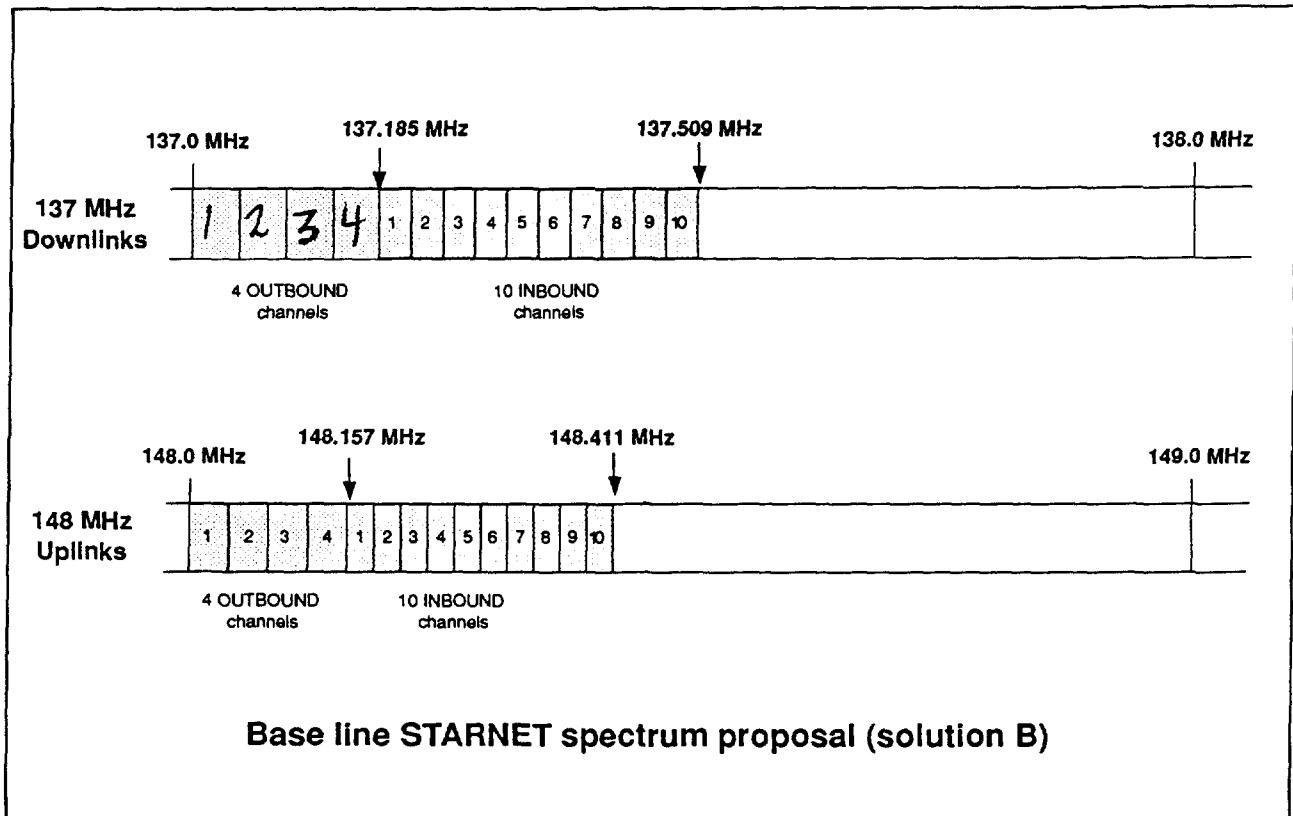 137.0 MHz 137.185 MHz 137.509 MHz 138.0 MHz
137 MHz
Downlinks
1 2 3 4 1 2 3 4 5 6 7 8 9 10
4 OUTBOUND
channels
10 INBOUND
channels
148.0 MHz 148.157 MHz 148.411 MHz 149.0 MHz
148 MHz
Uplinks
1 2 3 4 1 2 3 4 5 6 7 8 9 10
4 OUTBOUND
channels
10 INBOUND
channels
Base line STARNET spectrum proposal (solution B)